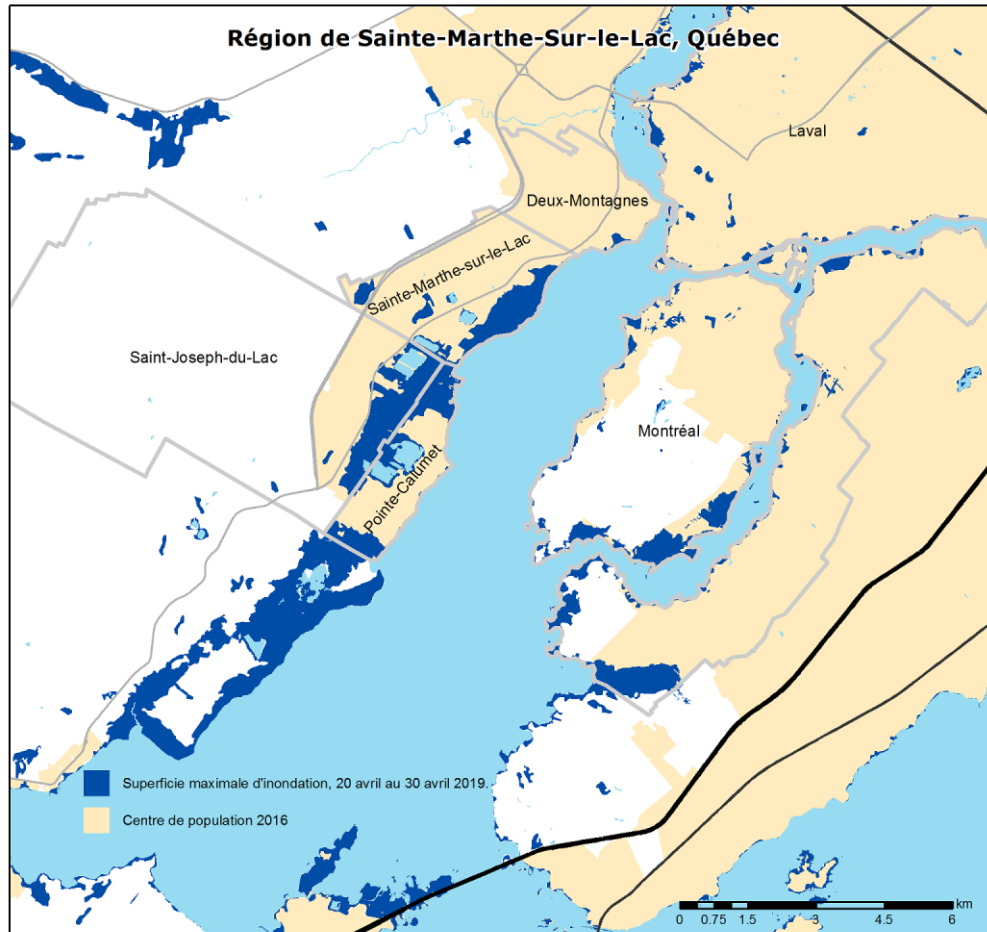 Région de Sainte-Marthe-Sur-le-Lac, Québec
Laval
Deux-Montagnes
Sainte-Marthe-sur-le-Lac
Saint-Joseph-du-Lac
Montréal
Pointe-Calumet
Superficie maximale d'inondation, 20 avril au 30 avril 2019.
Centre de population 2016
km
0 0.75 1.5 3 4.5 6